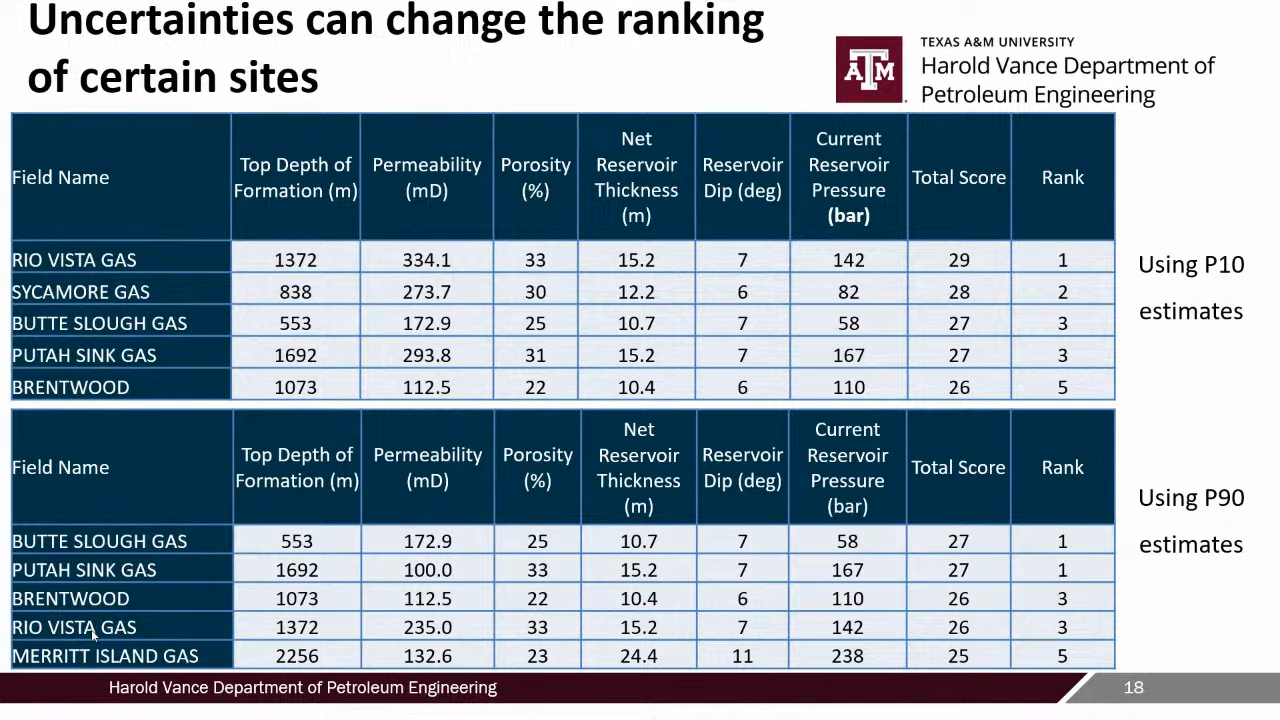 Uncertainties can change the ranking
of certain sites
TEXAS A&M UNIVERSITY
Harold Vance Department of
Petroleum Engineering
ATM
Field Name Top Depth of Formation (m) Permeability (mD) Porosity (%) Net Reservoir Thickness (m) Reservoir Dip (deg) Current Reservoir Pressure (bar) Total Score Rank
RIO VISTA GAS 1372 334.1 33 15.2 7 142 29 1
SYCAMORE GAS 838 273.7 30 12.2 6 82 28 2
BUTTE SLOUGH GAS 553 172.9 25 10.7 7 58 27 3
PUTAH SINK GAS 1692 293.8 31 15.2 7 167 27 3
BRENTWOOD 1073 112.5 22 10.4 6 110 26 5
Using P10
estimates
Field Name Top Depth of Formation (m) Permeability (mD) Porosity (%) Net Reservoir Thickness (m) Reservoir Dip (deg) Current Reservoir Pressure (bar) Total Score Rank
BUTTE SLOUGH GAS 553 172.9 25 10.7 7 58 27 1
PUTAH SINK GAS 1692 100.0 33 15.2 7 167 27 1
BRENTWOOD 1073 112.5 22 10.4 6 110 26 3
RIO VISTA GAS 1372 235.0 33 15.2 7 142 26 3
MERRITT ISLAND GAS 2256 132.6 23 24.4 11 238 25 5
Using P90
estimates
Harold Vance Department of Petroleum Engineering
18